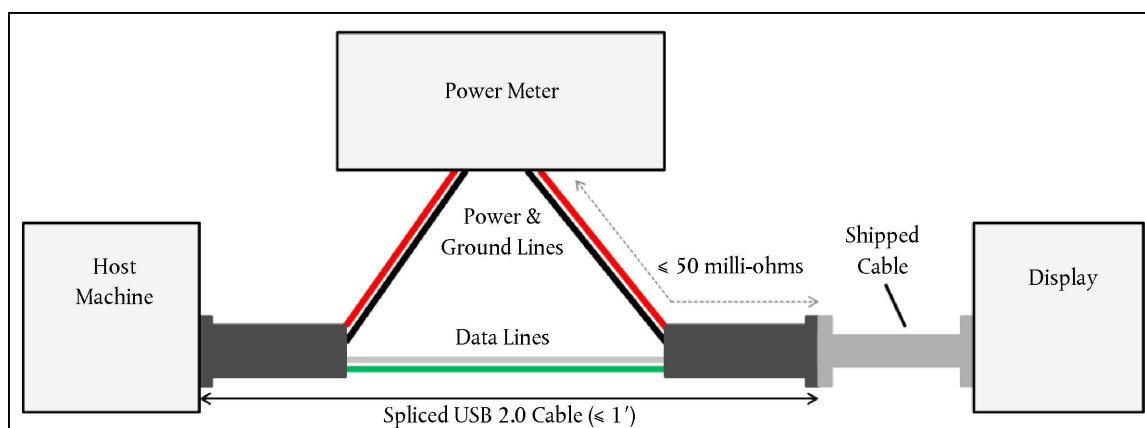 Power Meter
Power &
Ground Lines
Host
Machine
⩽ 50 milli-ohms
Shipped
Cable
Display
Data Lines
Spliced USB 2.0 Cable (⩽ 1′)